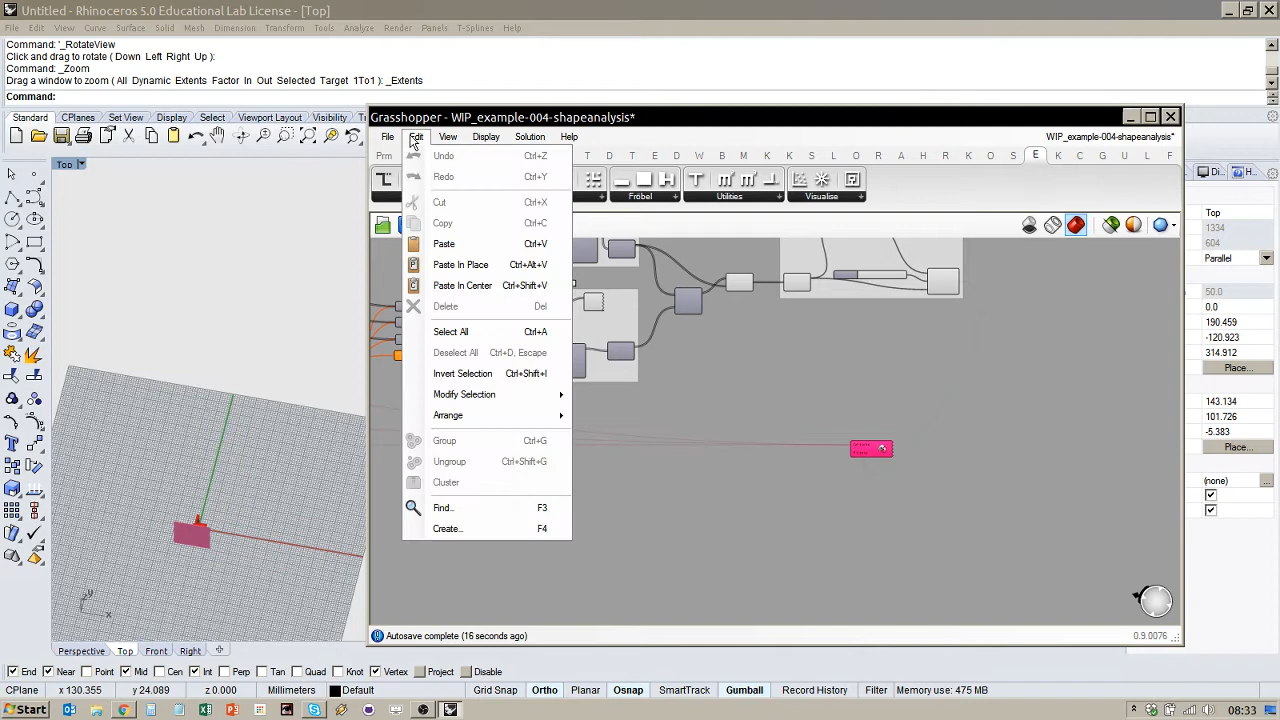 Untitled - Rhinoceros 5.0 Educational Lab License - [Top]
File Edit View Curve Surface Solid Mesh Dimension Transform Tools Analyze Render Panels T-Splines Help
Command: '_RotateView
Click and drag to rotate ( Down Left Right Up ):
Command: _Zoom
Drag a window to zoom ( All Dynamic Extents Factor In Out Selected Target 1To1 ): _Extents
Command:
Standard CPlanes Set View Display Select Viewport Layout Visibility Transform
Grasshopper - WIP_example-004-shapeanalysis*
File Edit View Display Solution Help WIP_example-004-shapeanalysis*
Prm T D T E D L W B M M K K S L D O R A U E L F
Fröbel Utilities Visualise
Top
Di... H...
Undo Ctrl+Z
Redo Ctrl+Y
Cut Ctrl+X
Copy Ctrl+C
Paste Ctrl+V
Paste In Place Ctrl+Alt+V
Paste In Center Ctrl+Shift+V
Delete Del
Select All Ctrl+A
Deselect All Ctrl+D, Escape
Invert Selection Ctrl+Shift+I
Modify Selection
Arrange
Group Ctrl+G
Ungroup Ctrl+Shift+G
Cluster
Find... F3
Create... F4
Top
1334
604
Parallel
50.0
0.0
190.459
-120.923
314.912
Place...
143.134
101.726
-5.383
Place...
(none)
...
y
x
Autosave complete (16 seconds ago) 0.9.0076
Perspective Top Front Right
End Near Point Mid Cen Int Perp Tan Quad Knot Vertex Project Disable
CPlane x 130.355 y 24.089 z 0.000 Millimeters Default Grid Snap Ortho Planar Osnap SmartTrack Gumball Record History Filter Memory use: 475 MB
Start 08:33